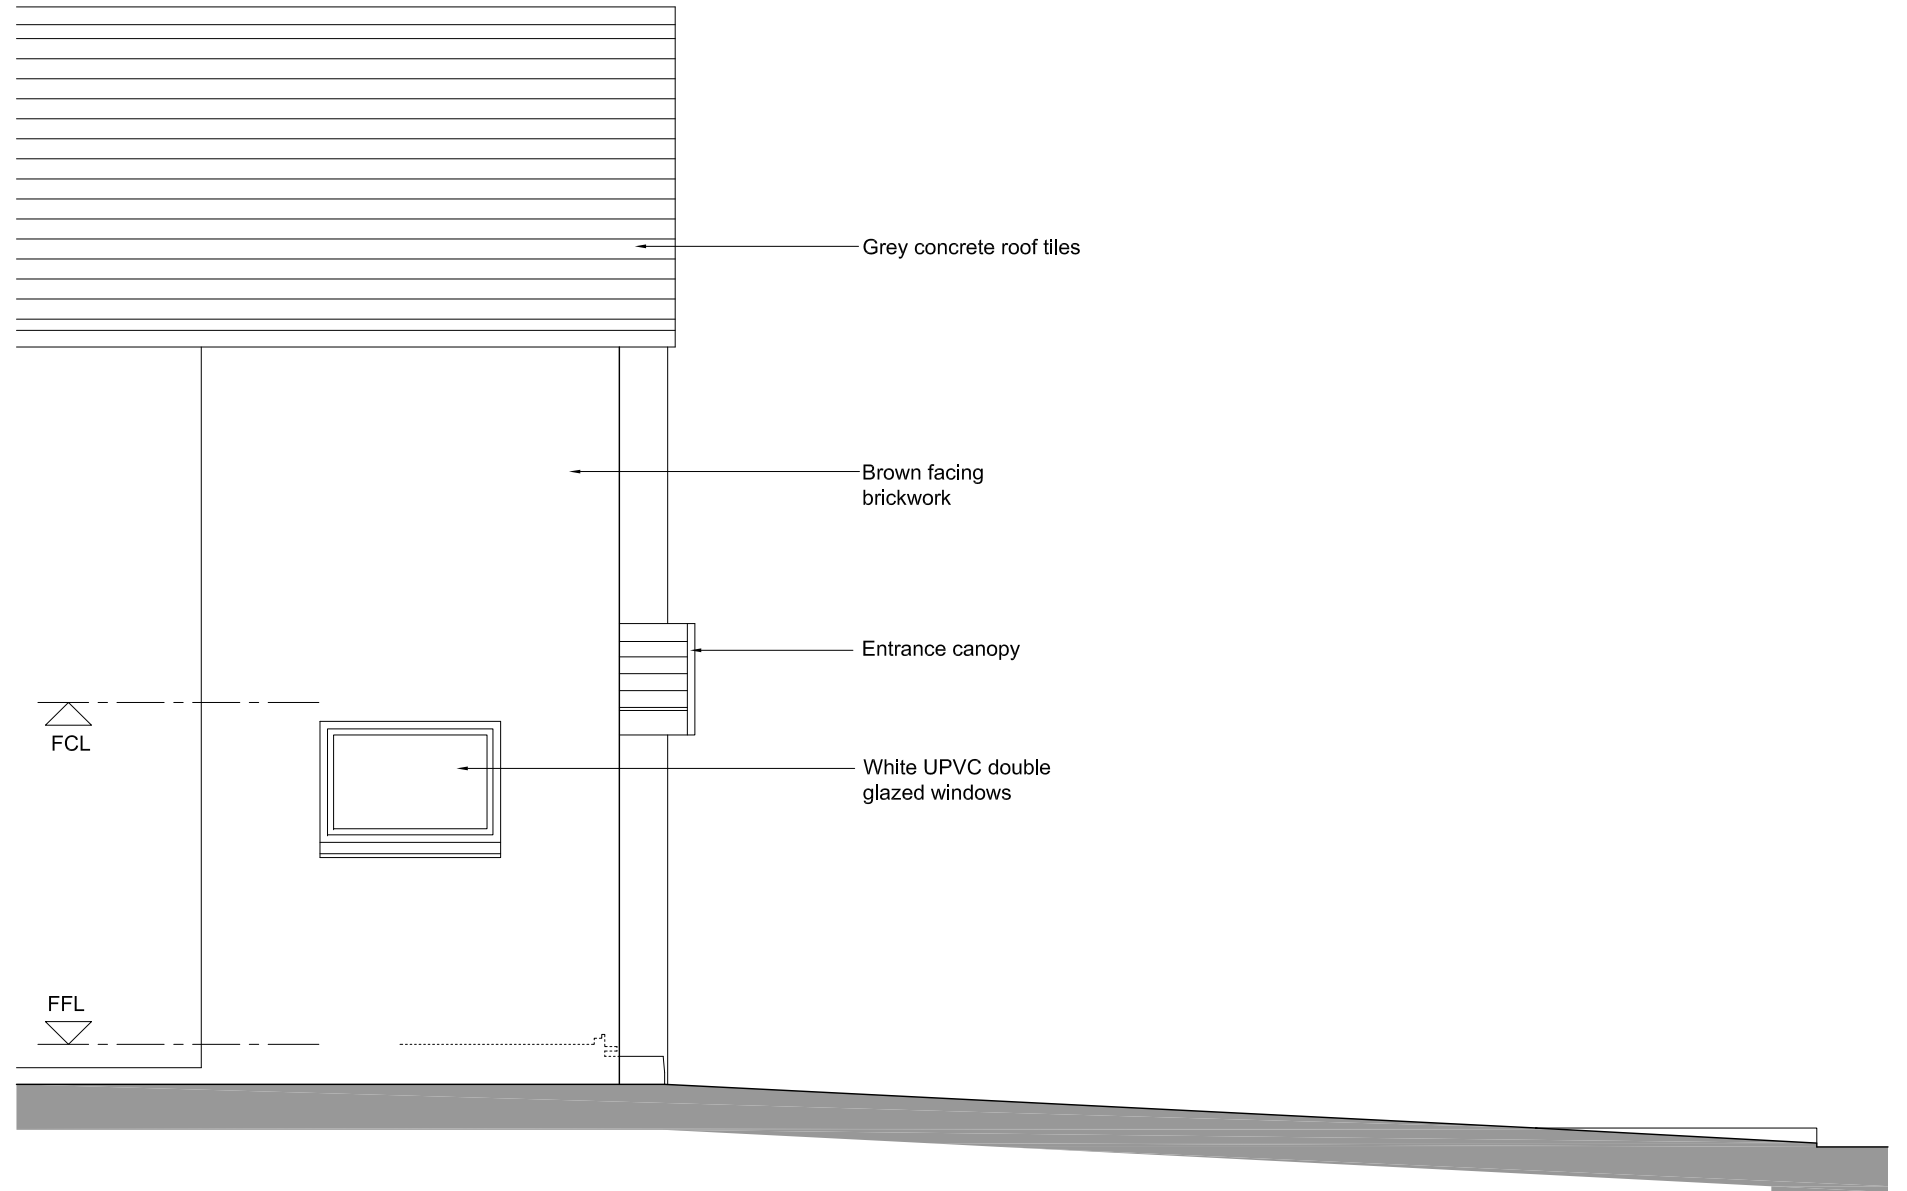 Grey concrete roof tiles
Brown facing
brickwork
Entrance canopy
FCL
White UPVC double
glazed windows
FFL